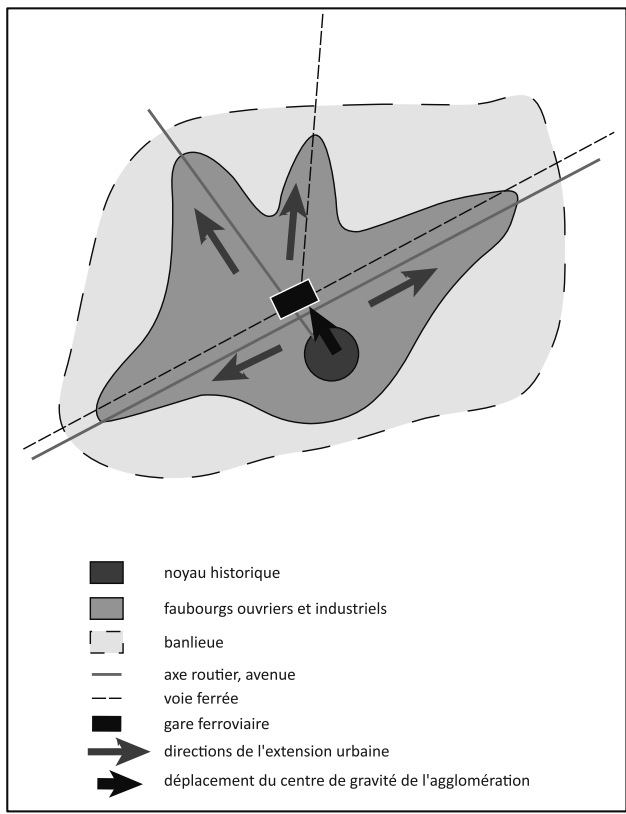 noyau historique
faubourgs ouvriers et industriels
banlieue
axe routier, avenue
voie ferrée
gare ferroviaire
directions de l'extension urbaine
déplacement du centre de gravité de l'agglomération